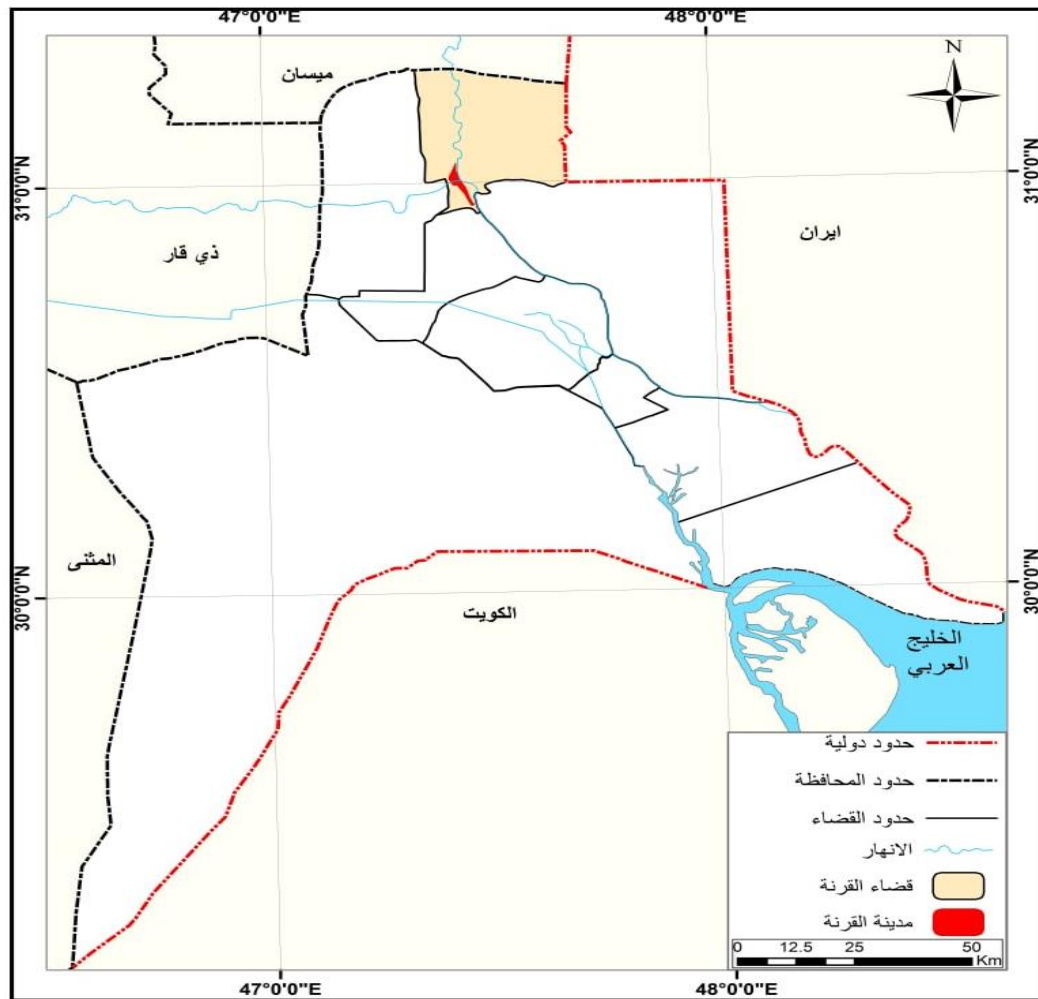 47°0'0"E
48°0'0"E
ميسان
N
31°0'0"N
31°0'0"N
ايران
ذي قار
المثنى
30°0'0"N
الكويت
30°0'0"N
الخليج
العربي
حدود دولية
حدود المحافظة
حدود القضاء
الانهار
قضاء القرنة
مدينة القرنة
0 12.5 25 50
Km
47°0'0"E
48°0'0"E